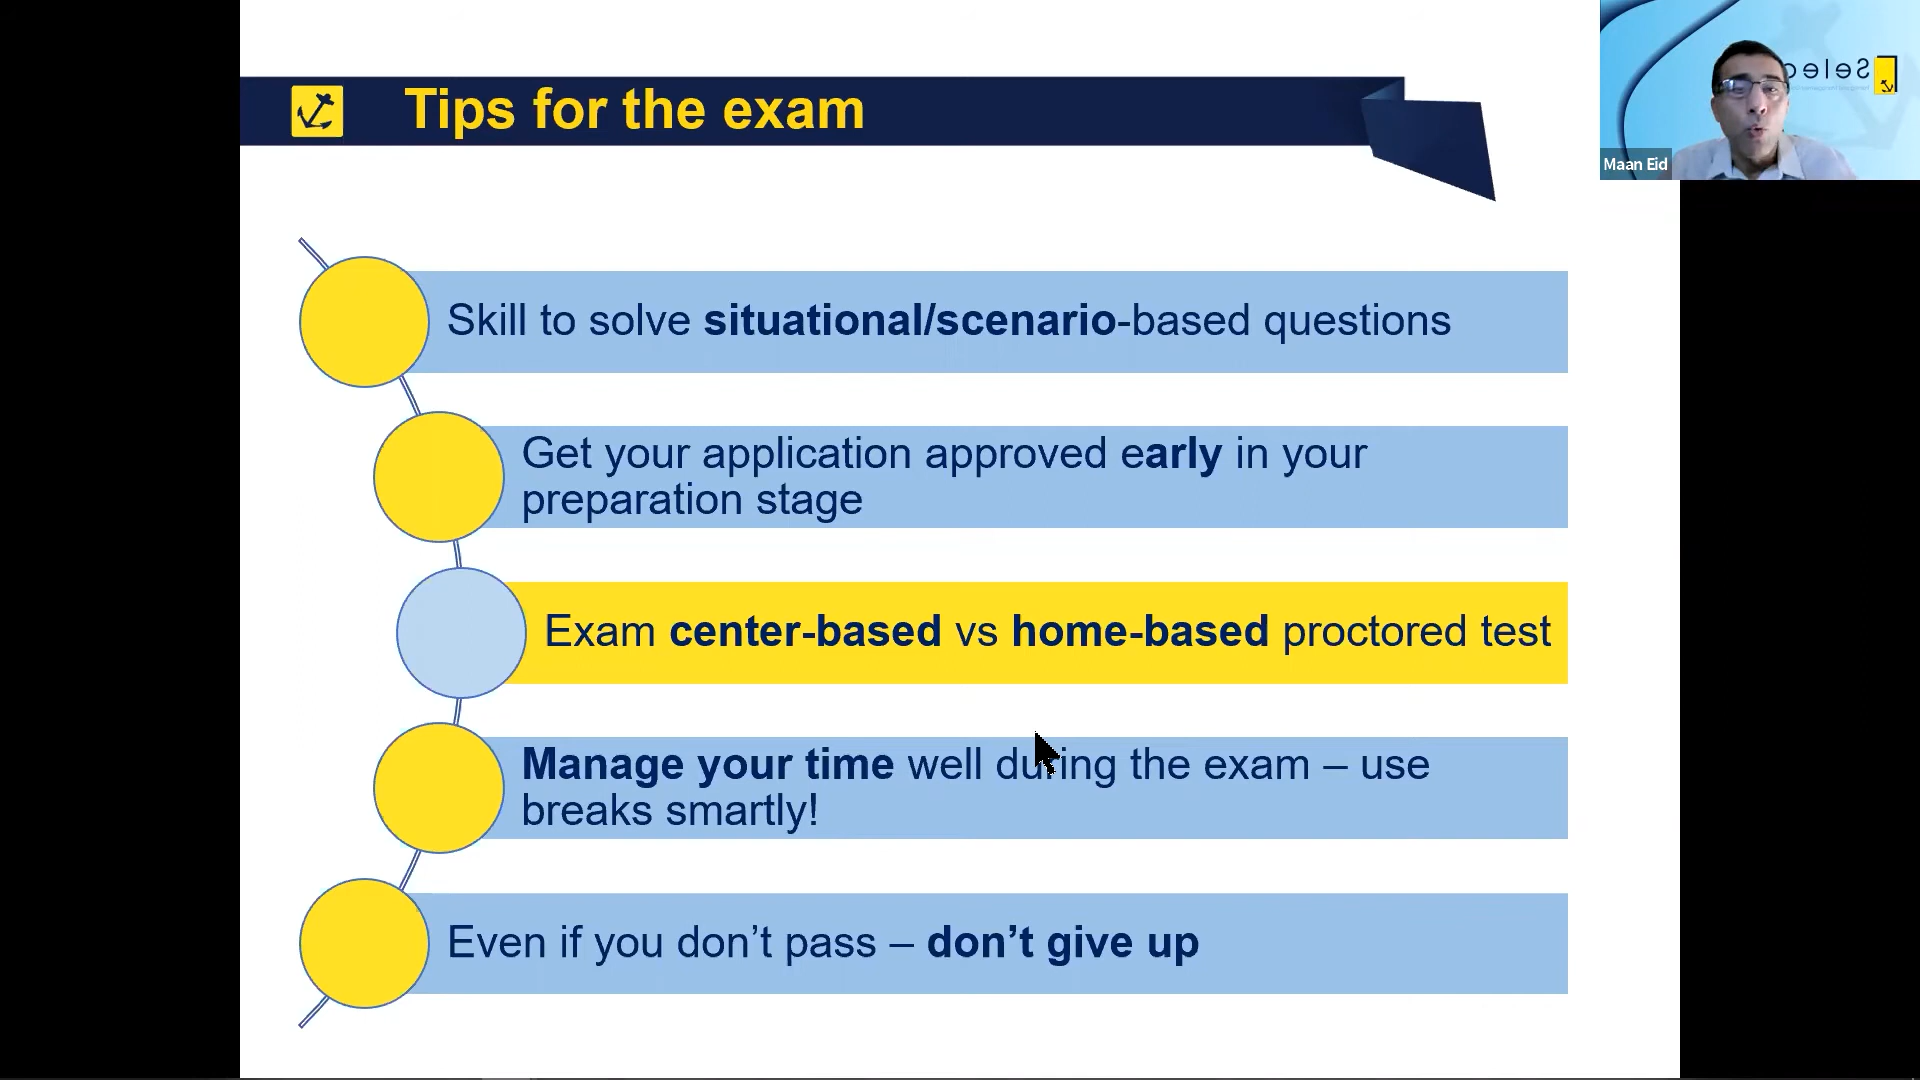 Tips for the exam
Maan Eid
Skill to solve situational/scenario-based questions
Get your application approved early in your
preparation stage
Exam center-based vs home-based proctored test
Manage your time well during the exam – use
breaks smartly!
Even if you don’t pass – don’t give up